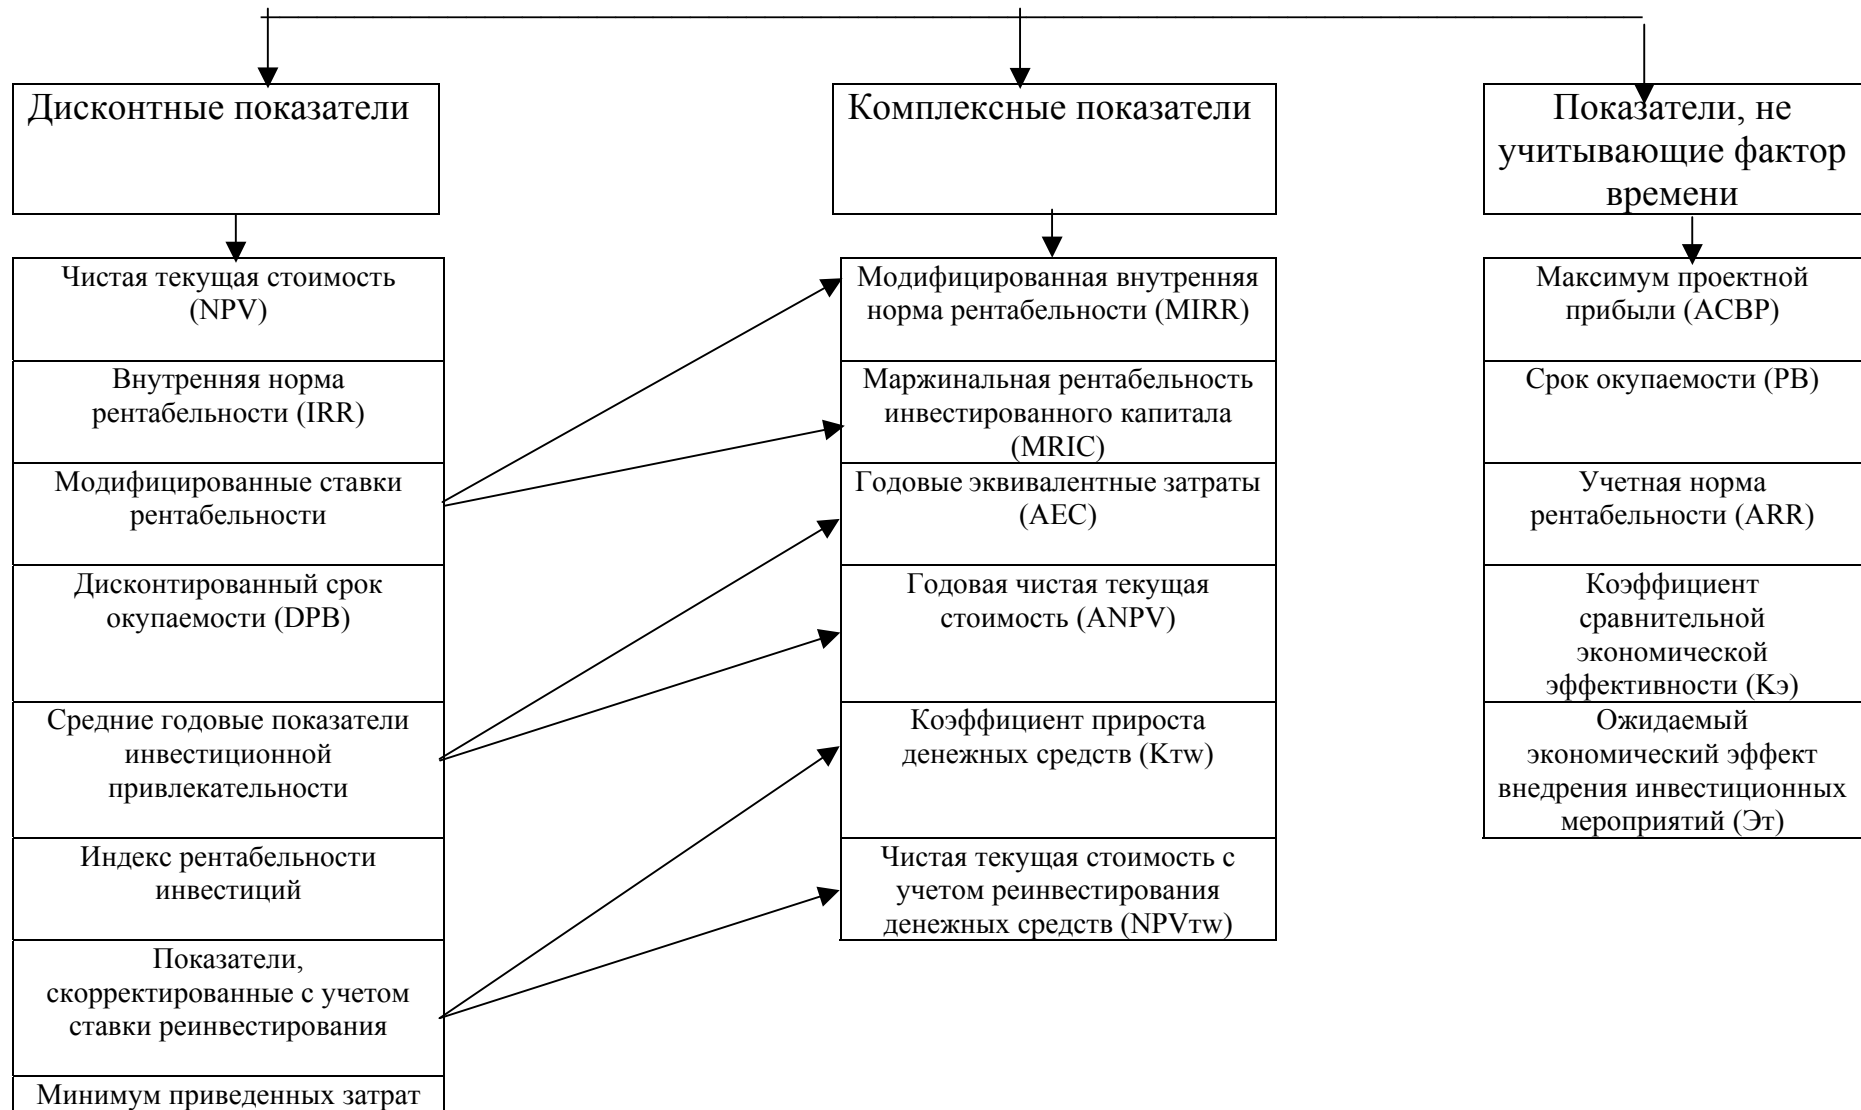 Дисконтные показатели
Комплексные показатели
Показатели, не
учитывающие фактор
времени
Чистая текущая стоимость
(NPV)
Внутренняя норма
рентабельности (IRR)
Модифицированные ставки
рентабельности
Дисконтированный срок
окупаемости (DPB)
Средние годовые показатели
инвестиционной
привлекательности
Индекс рентабельности
инвестиций
Показатели,
скорректированные с учетом
ставки реинвестирования
Минимум приведенных затрат
Модифицированная внутренняя
норма рентабельности (MIRR)
Маржинальная рентабельность
инвестированного капитала
(MRIC)
Годовые эквивалентные затраты
(AEC)
Годовая чистая текущая
стоимость (ANPV)
Коэффициент прироста
денежных средств (Ктw)
Чистая текущая стоимость с
учетом реинвестирования
денежных средств (NPVтw)
Максимум проектной
прибыли (ACBP)
Срок окупаемости (PB)
Учетная норма
рентабельности (ARR)
Коэффициент
сравнительной
экономической
эффективности (Кэ)
Ожидаемый
экономический эффект
внедрения инвестиционных
мероприятий (Эт)